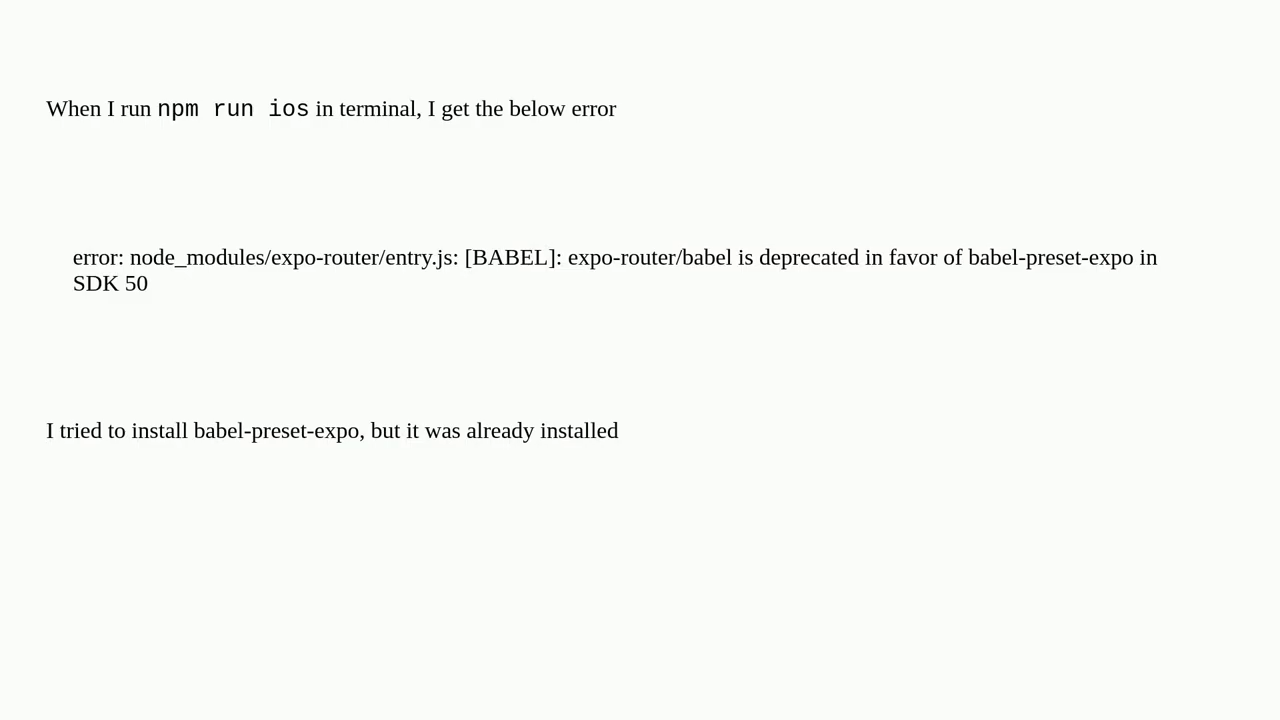 When I run npm run ios in terminal, I get the below error
error: node_modules/expo-router/entry.js: [BABEL]: expo-router/babel is deprecated in favor of babel-preset-expo in
SDK 50
I tried to install babel-preset-expo, but it was already installed